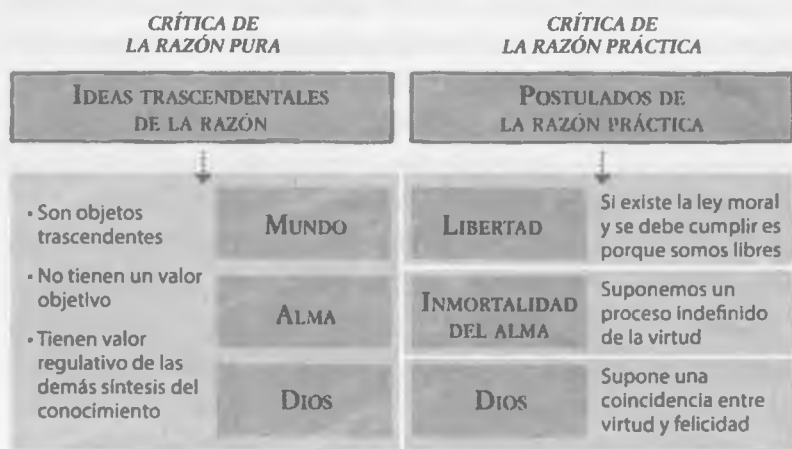 CRÍTICA DE
LA RAZÓN PURA
IDEAS TRASCENDENTALES
DE LA RAZÓN
• Son objetos
trascendentes
• No tienen un valor
objetivo
• Tienen valor
regulativo de las
demás síntesis del
conocimiento
MUNDO
ALMA
DIOS
CRÍTICA DE
LA RAZÓN PRÁCTICA
POSTULADOS DE
LA RAZÓN PRÁCTICA
LIBERTAD
Si existe la ley moral
y se debe cumplir es
porque somos libres
INMORTALIDAD
DEL ALMA
Suponemos un
proceso indefinido
de la virtud
DIOS
Supone una
coincidencia entre
virtud y felicidad